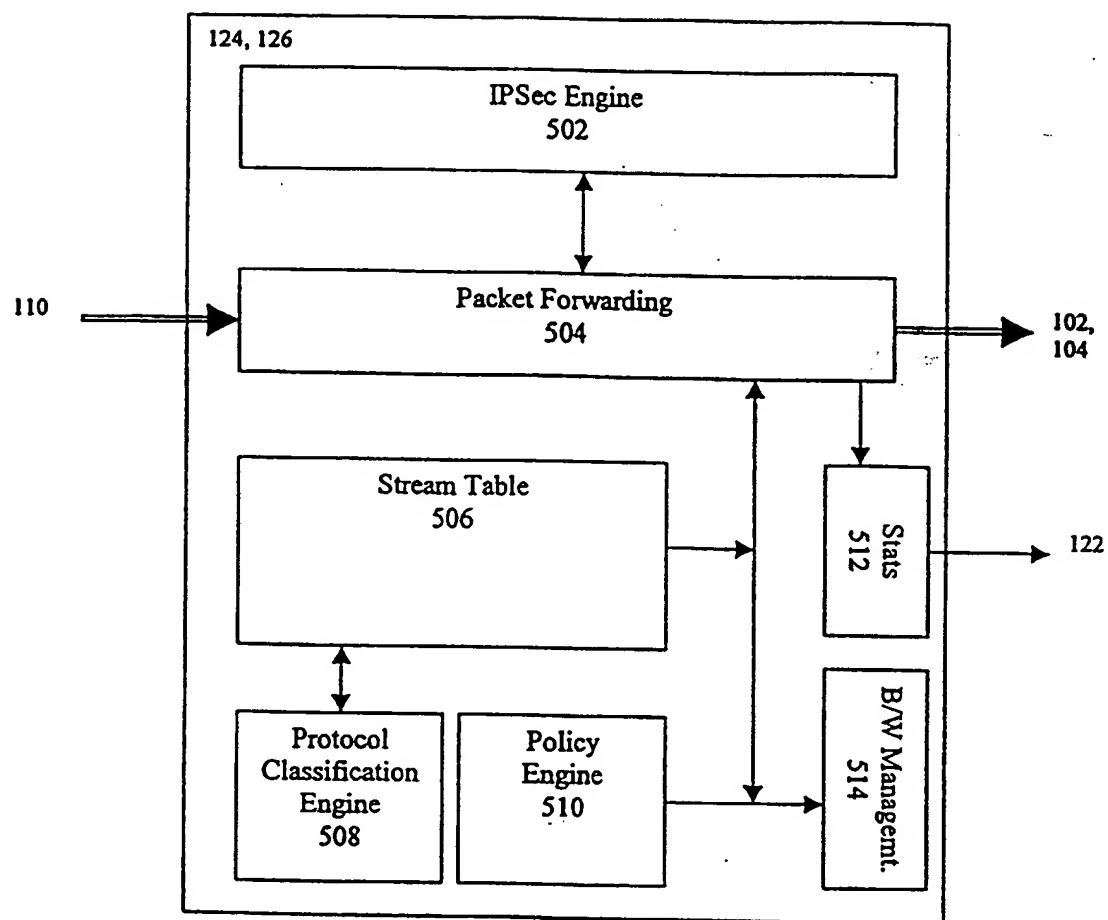 124, 126
IPSec Engine
502
110
Packet Forwarding
504
102,
104
Stream Table
506
Stats
512
122
Protocol
Classification
Engine
508
Policy
Engine
510
B/W Managemt.
514